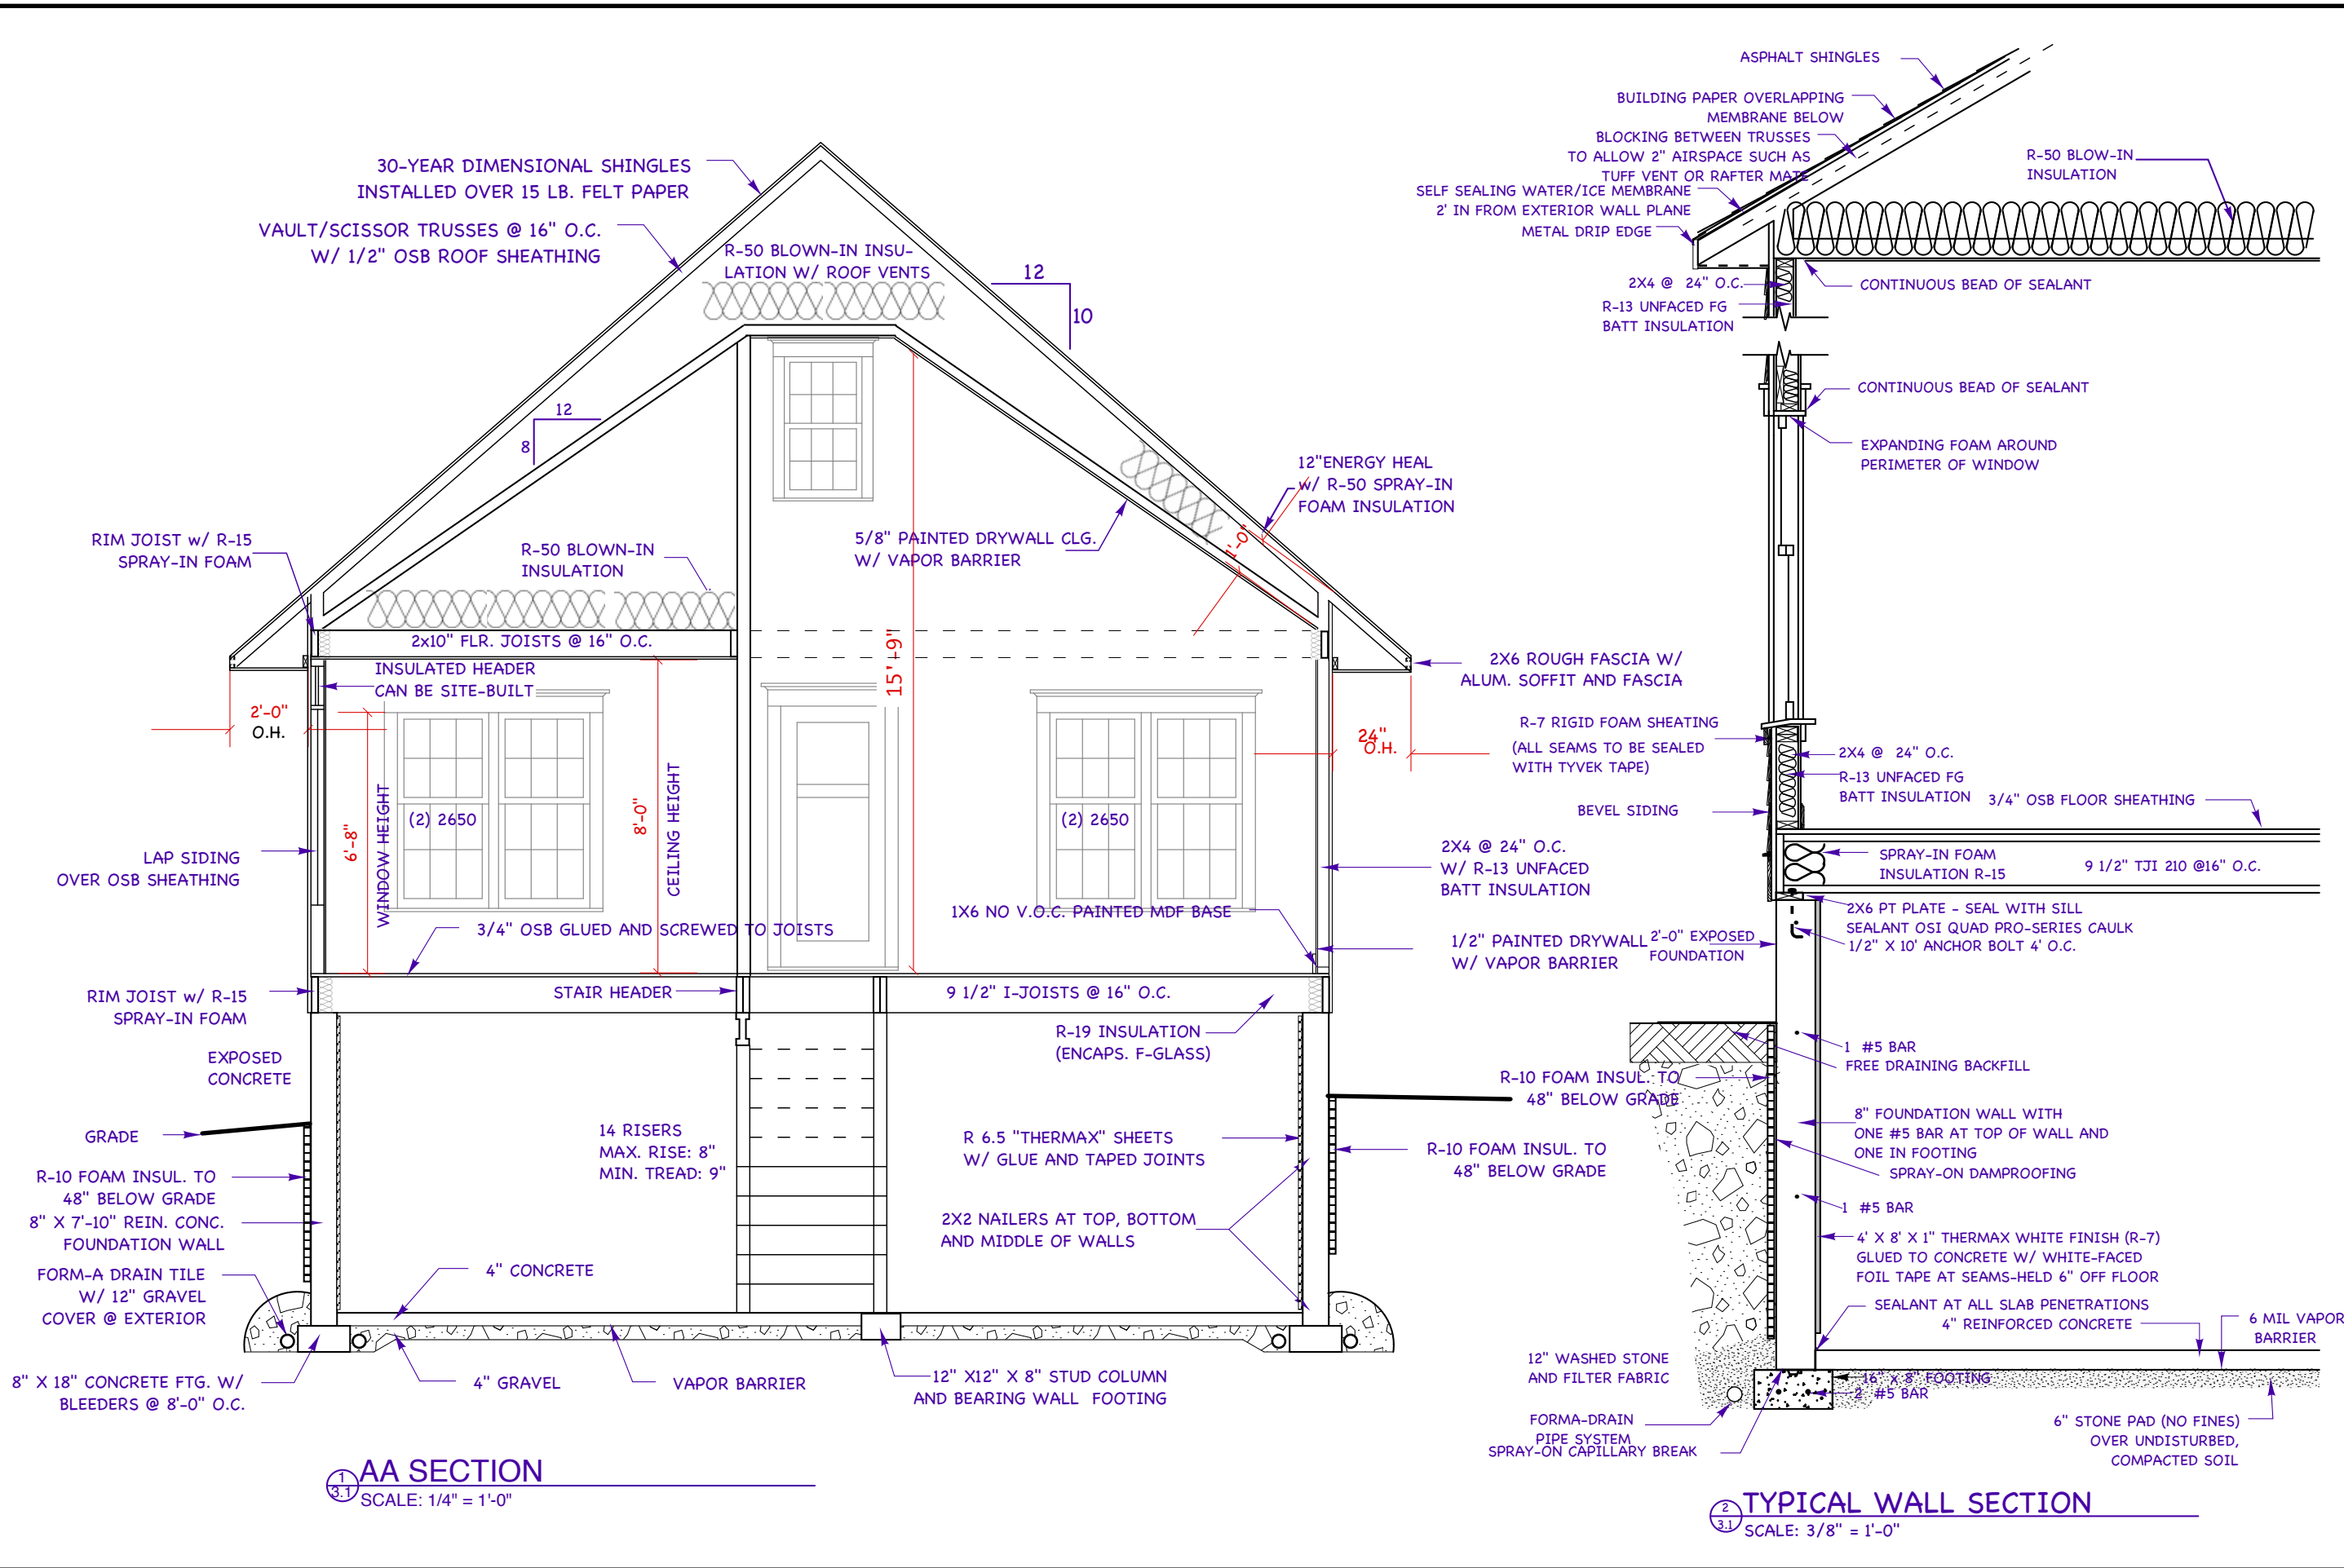 30-YEAR DIMENSIONAL SHINGLES
INSTALLED OVER 15 LB. FELT PAPER
VAULT/SCISSOR TRUSSES @ 16" O.C.
W/ 1/2" OSB ROOF SHEATHING
R-50 BLOWN-IN INSU-
LATION W/ ROOF VENTS
12
10
12
8
12"ENERGY HEAL
w/ R-50 SPRAY-IN
FOAM INSULATION
1'-0"
RIM JOIST w/ R-15
SPRAY-IN FOAM
R-50 BLOWN-IN
INSULATION
5/8" PAINTED DRYWALL CLG.
W/ VAPOR BARRIER
2x10" FLR. JOISTS @ 16" O.C.
INSULATED HEADER
CAN BE SITE-BUILT
15'-9"
2X6 ROUGH FASCIA W/
ALUM. SOFFIT AND FASCIA
2'-0"
O.H.
24"
O.H.
6'-8"
WINDOW HEIGHT
(2) 2650
8'-0"
CEILING HEIGHT
(2) 2650
LAP SIDING
OVER OSB SHEATHING
2X4 @ 24" O.C.
W/ R-13 UNFACED
BATT INSULATION
1X6 NO V.O.C. PAINTED MDF BASE
3/4" OSB GLUED AND SCREWED TO JOISTS
1/2" PAINTED DRYWALL
W/ VAPOR BARRIER
RIM JOIST w/ R-15
SPRAY-IN FOAM
STAIR HEADER
9 1/2" I-JOISTS @ 16" O.C.
R-19 INSULATION
(ENCAPS. F-GLASS)
EXPOSED
CONCRETE
GRADE
14 RISERS
MAX. RISE: 8"
MIN. TREAD: 9"
R 6.5 "THERMAX" SHEETS
W/ GLUE AND TAPED JOINTS
R-10 FOAM INSUL. TO
48" BELOW GRADE
R-10 FOAM INSUL. TO
48" BELOW GRADE
8" X 7'-10" REIN. CONC.
FOUNDATION WALL
2X2 NAILERS AT TOP, BOTTOM
AND MIDDLE OF WALLS
FORM-A DRAIN TILE
W/ 12" GRAVEL
COVER @ EXTERIOR
4" CONCRETE
8" X 18" CONCRETE FTG. W/
BLEEDERS @ 8'-0" O.C.
4" GRAVEL
VAPOR BARRIER
12" X12" X 8" STUD COLUMN
AND BEARING WALL FOOTING
1
3.1
AA SECTION
SCALE: 1/4" = 1'-0"
ASPHALT SHINGLES
BUILDING PAPER OVERLAPPING
MEMBRANE BELOW
BLOCKING BETWEEN TRUSSES
TO ALLOW 2" AIRSPACE SUCH AS
TUFF VENT OR RAFTER MATE
SELF SEALING WATER/ICE MEMBRANE
2' IN FROM EXTERIOR WALL PLANE
METAL DRIP EDGE
R-50 BLOW-IN
INSULATION
2X4 @ 24" O.C.
R-13 UNFACED FG
BATT INSULATION
CONTINUOUS BEAD OF SEALANT
CONTINUOUS BEAD OF SEALANT
EXPANDING FOAM AROUND
PERIMETER OF WINDOW
R-7 RIGID FOAM SHEATING
(ALL SEAMS TO BE SEALED
WITH TYVEK TAPE)
2X4 @ 24" O.C.
R-13 UNFACED FG
BATT INSULATION
3/4" OSB FLOOR SHEATHING
BEVEL SIDING
SPRAY-IN FOAM
INSULATION R-15
9 1/2" TJI 210 @16" O.C.
2X6 PT PLATE - SEAL WITH SILL
SEALANT OSI QUAD PRO-SERIES CAULK
1/2" X 10' ANCHOR BOLT 4' O.C.
2'-0" EXPOSED
FOUNDATION
1 #5 BAR
FREE DRAINING BACKFILL
R-10 FOAM INSUL. TO
48" BELOW GRADE
8" FOUNDATION WALL WITH
ONE #5 BAR AT TOP OF WALL AND
ONE IN FOOTING
SPRAY-ON DAMPROOFING
1 #5 BAR
4' X 8' X 1" THERMAX WHITE FINISH (R-7)
GLUED TO CONCRETE W/ WHITE-FACED
FOIL TAPE AT SEAMS-HELD 6" OFF FLOOR
SEALANT AT ALL SLAB PENETRATIONS
4" REINFORCED CONCRETE
6 MIL VAPOR
BARRIER
12" WASHED STONE
AND FILTER FABRIC
16" x 8" FOOTING
2 #5 BAR
FORMA-DRAIN
PIPE SYSTEM
SPRAY-ON CAPILLARY BREAK
6" STONE PAD (NO FINES)
OVER UNDISTURBED,
COMPACTED SOIL
2
3.1
TYPICAL WALL SECTION
SCALE: 3/8" = 1'-0"